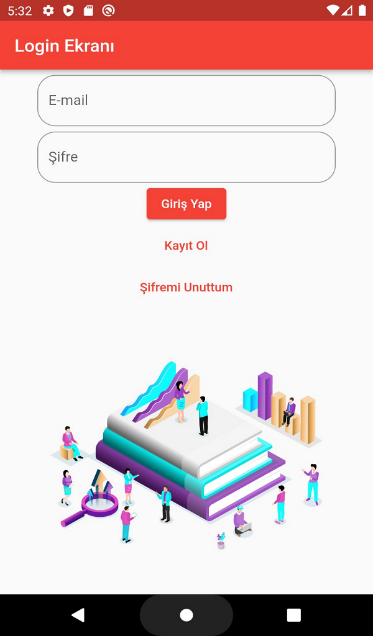 5:32
Login Ekranı
E-mail
Şifre
Giriş Yap
Kayıt Ol
Şifremi Unuttum